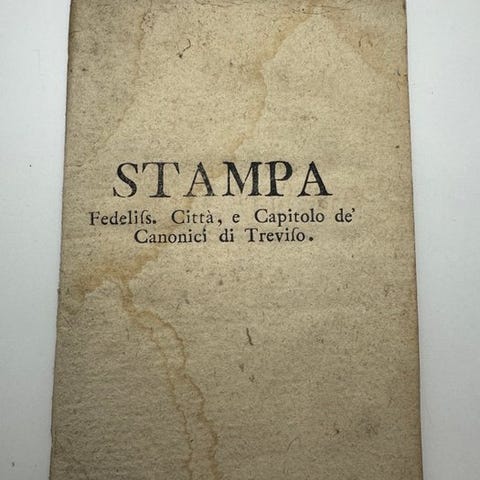 STAMPA
Fedeliſs. Città, e Capitolo de'
Canonici di Treviſo.